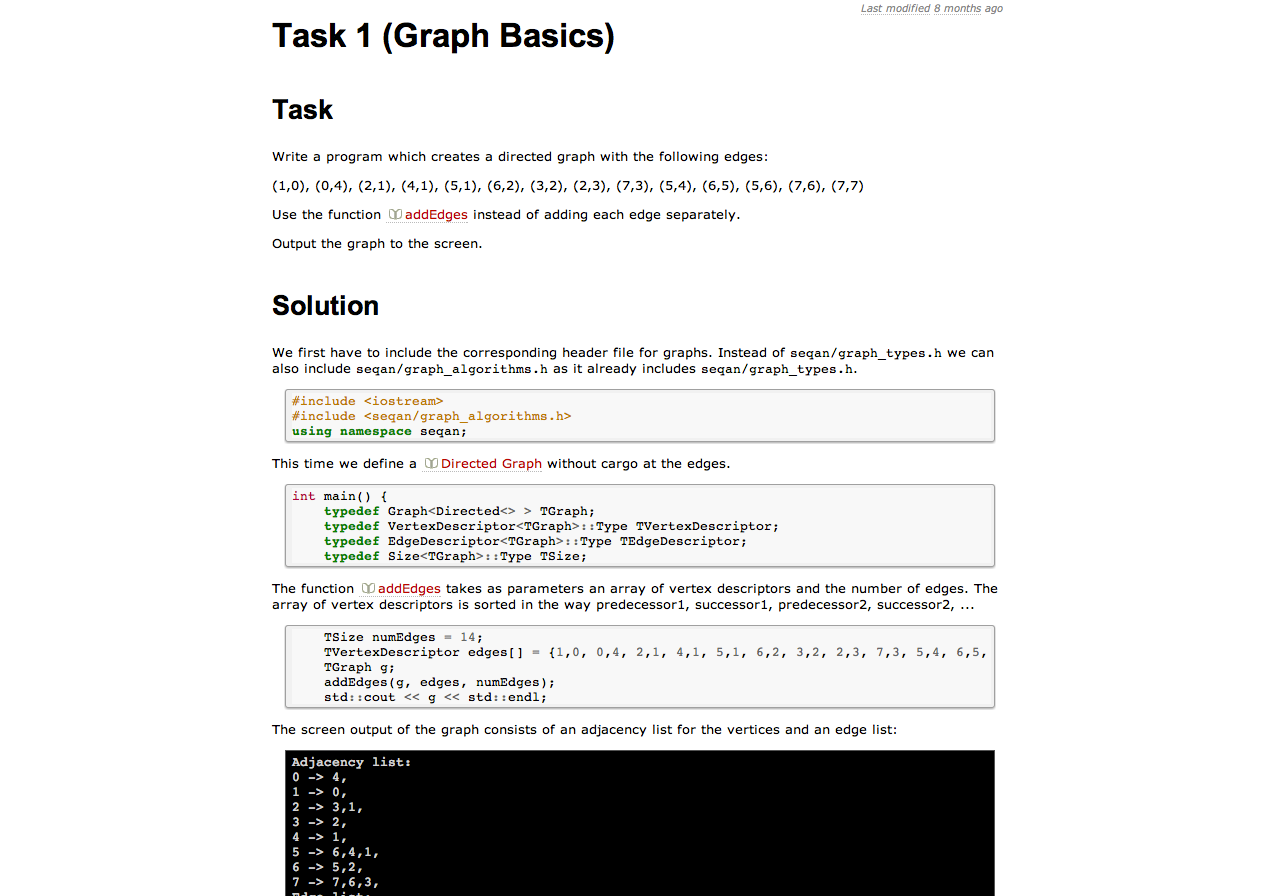 Last modified 8 months ago
Task 1 (Graph Basics)
Task
Write a program which creates a directed graph with the following edges:
(1,0), (0,4), (2,1), (4,1), (5,1), (6,2), (3,2), (2,3), (7,3), (5,4), (6,5), (5,6), (7,6), (7,7)
Use the function addEdges instead of adding each edge separately.
Output the graph to the screen.
Solution
We first have to include the corresponding header file for graphs. Instead of seqan/graph_types.h we can
also include seqan/graph_algorithms.h as it already includes seqan/graph_types.h.
#include <iostream>
#include <seqan/graph_algorithms.h>
using namespace seqan;
This time we define a Directed Graph without cargo at the edges.
int main() {
    typedef Graph<Directed<> > TGraph;
    typedef VertexDescriptor<TGraph>::Type TVertexDescriptor;
    typedef EdgeDescriptor<TGraph>::Type TEdgeDescriptor;
    typedef Size<TGraph>::Type TSize;
The function addEdges takes as parameters an array of vertex descriptors and the number of edges. The
array of vertex descriptors is sorted in the way predecessor1, successor1, predecessor2, successor2, ...
    TSize numEdges = 14;
    TVertexDescriptor edges[] = {1,0, 0,4, 2,1, 4,1, 5,1, 6,2, 3,2, 2,3, 7,3, 5,4, 6,5,
    TGraph g;
    addEdges(g, edges, numEdges);
    std::cout << g << std::endl;
The screen output of the graph consists of an adjacency list for the vertices and an edge list:
Adjacency list:
0 -> 4,
1 -> 0,
2 -> 3,1,
3 -> 2,
4 -> 1,
5 -> 6,4,1,
6 -> 5,2,
7 -> 7,6,3,
Edge list: